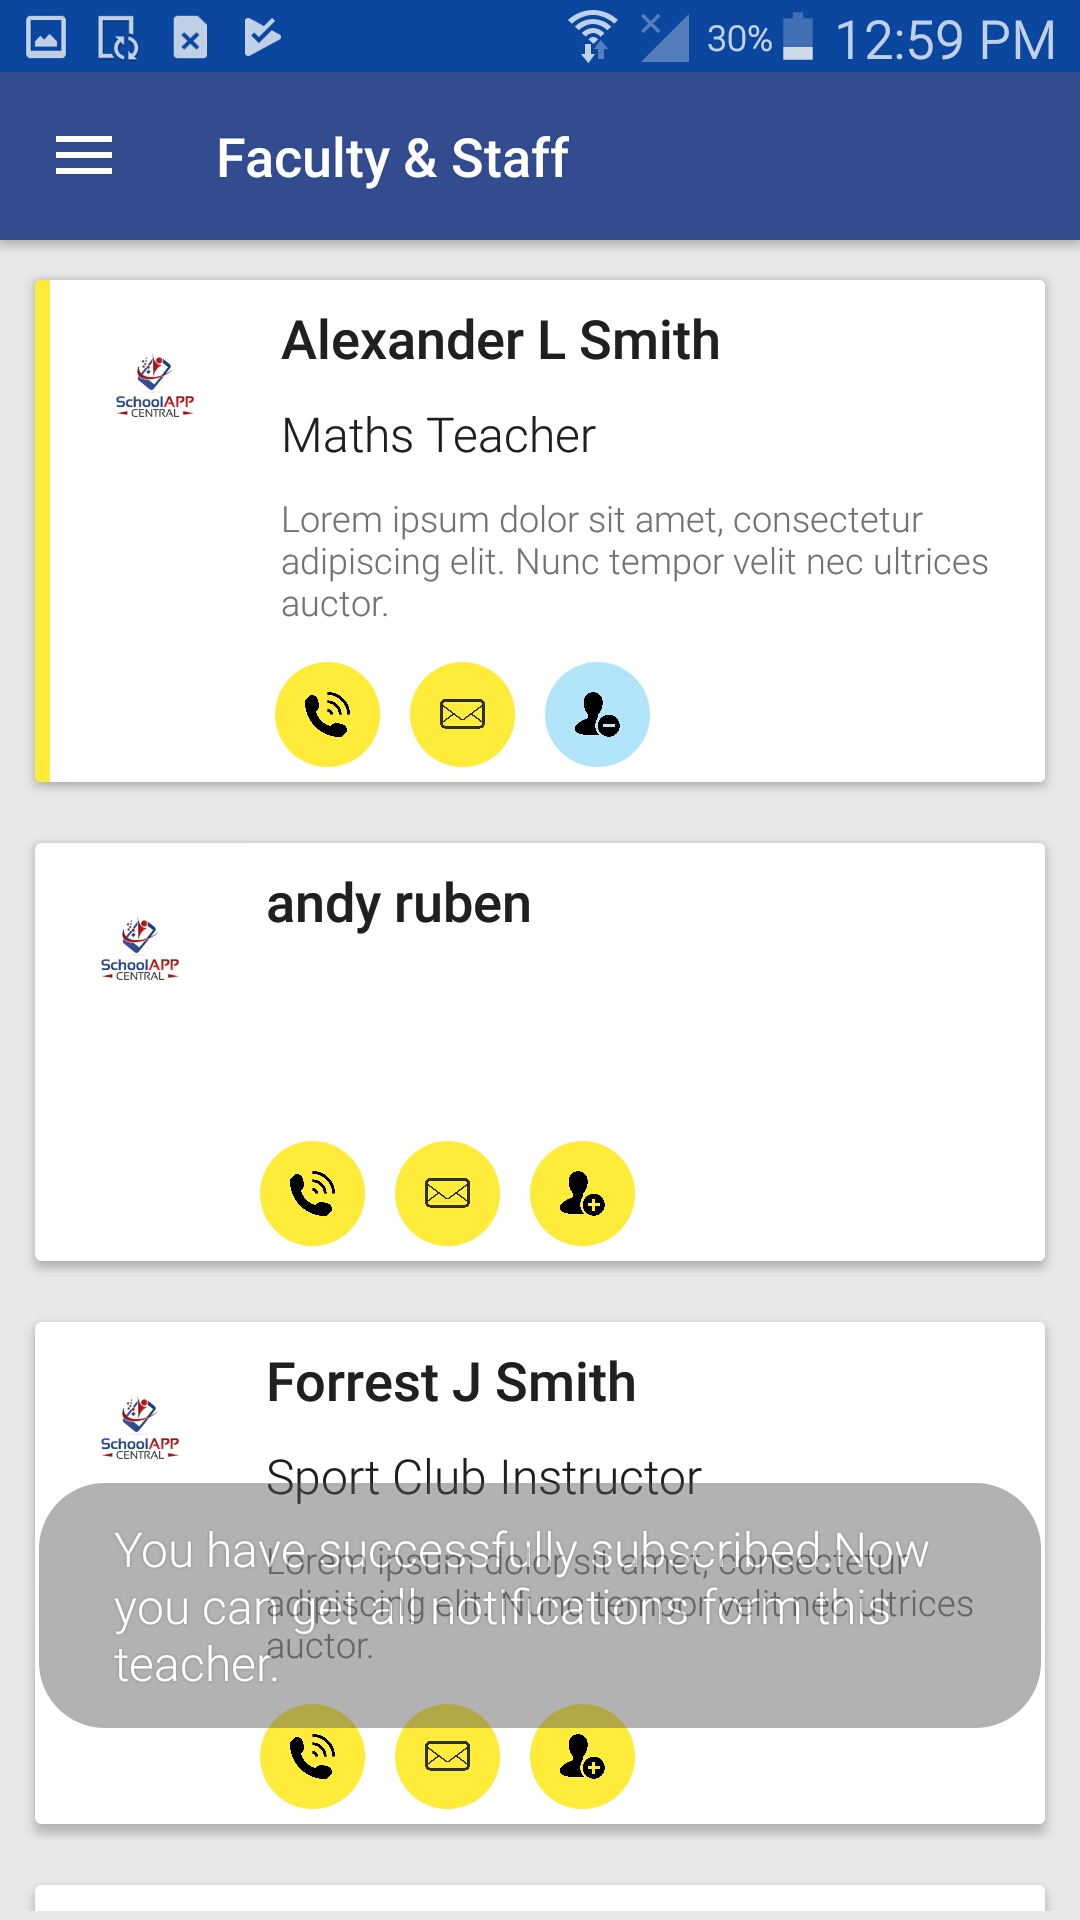 30% 12:59 PM
Faculty & Staff
Alexander L Smith
SchoolAPP
CENTRAL
Maths Teacher
Lorem ipsum dolor sit amet, consectetur
adipiscing elit. Nunc tempor velit nec ultrices
auctor.
andy ruben
SchoolAPP
CENTRAL
Forrest J Smith
SchoolAPP
CENTRAL
Sport Club Instructor
Lorem ipsum dolor sit amet, consectetur
adipiscing elit. Nunc tempor velit nec ultrices
auctor.
You have successfully subscribed.Now
you can get all notifications form this
teacher.